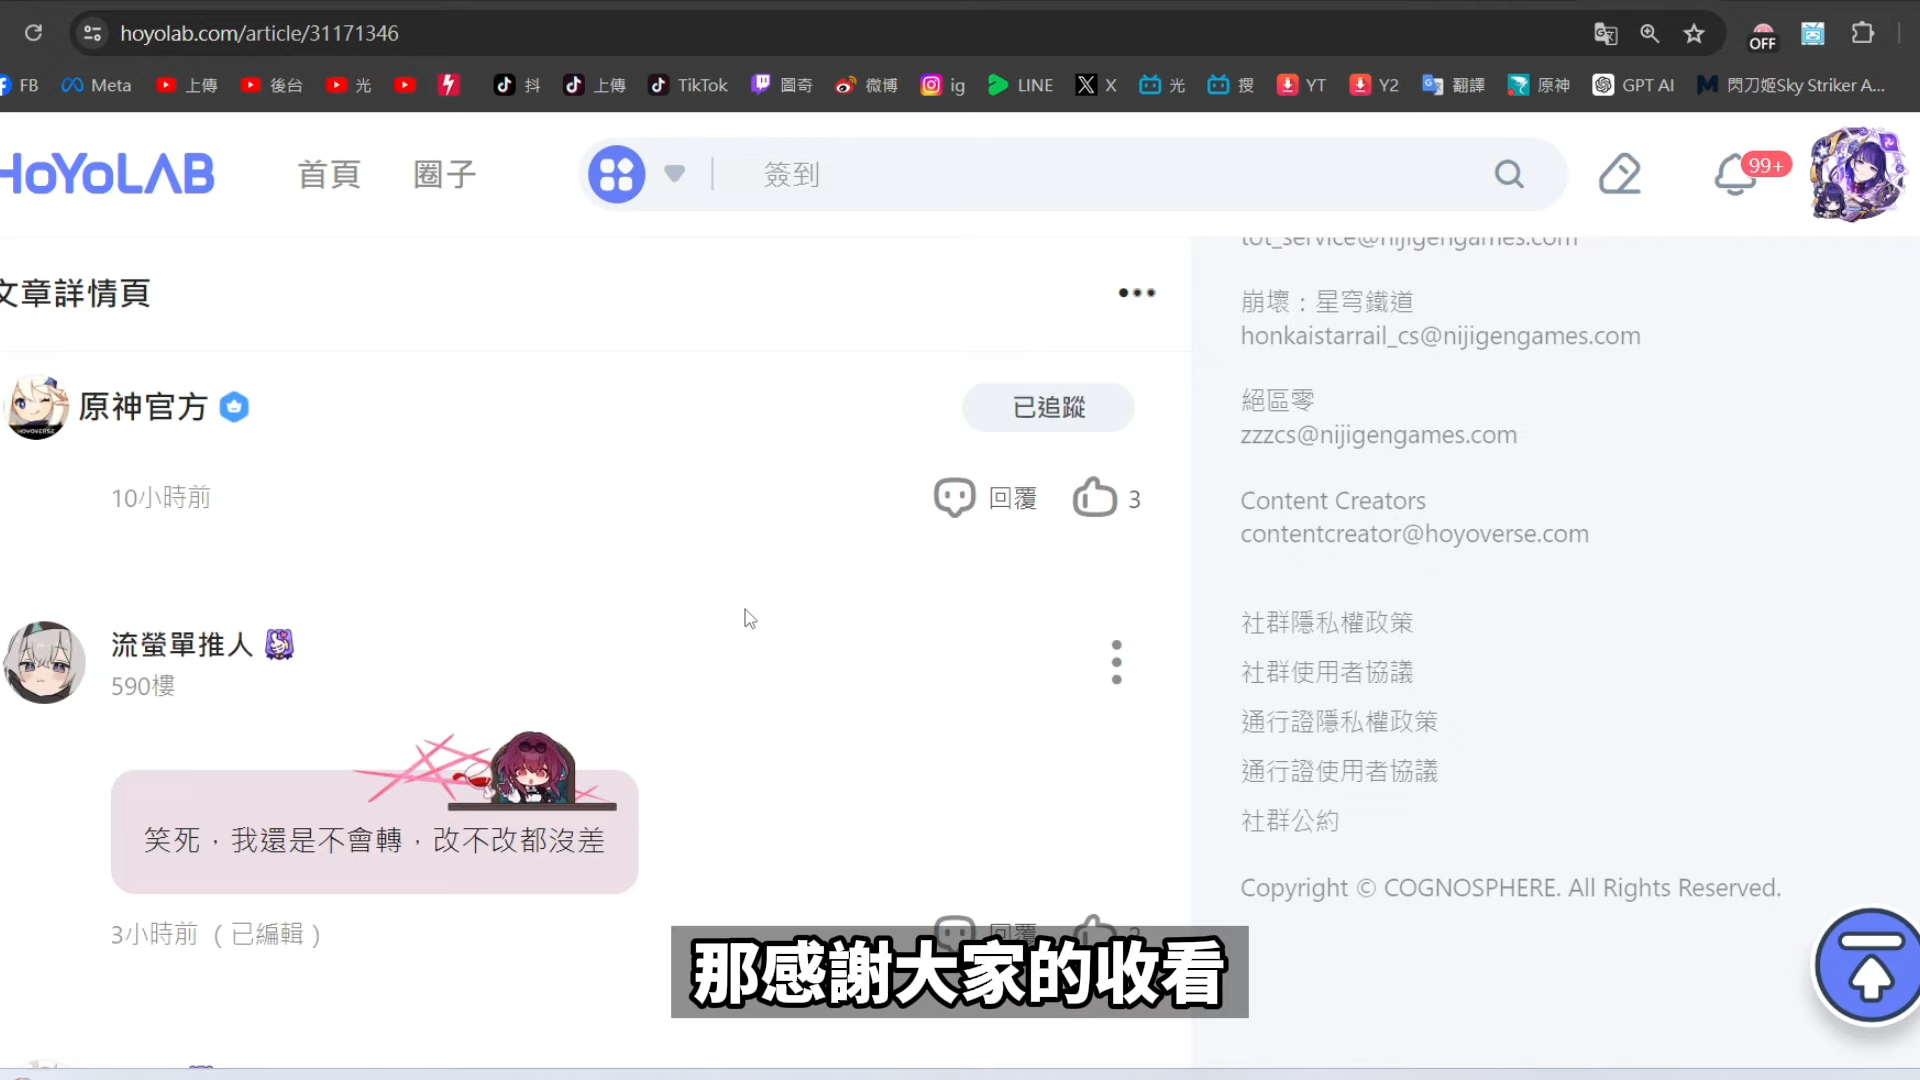 hoyolab.com/article/31171346
OFF
FB
Meta
上傳
後台
光
抖
上傳
TikTok
圖奇
微博
ig
LINE
X
光
搜
YT
Y2
翻譯
原神
GPT AI
閃刀姬Sky Striker A...
HoYoLAB
首頁
圈子
簽到
99+
文章詳情頁
原神官方
已追蹤
10小時前
回覆
3
流螢單推人
590樓
笑死，我還是不會轉，改不改都沒差
3小時前 ( 已編輯 )
回覆
那感謝大家的收看
tot_service@nijigengames.com
崩壞：星穹鐵道
honkaistarrail_cs@nijigengames.com
絕區零
zzzcs@nijigengames.com
Content Creators
contentcreator@hoyoverse.com
社群隱私權政策
社群使用者協議
通行證隱私權政策
通行證使用者協議
社群公約
Copyright © COGNOSPHERE. All Rights Reserved.